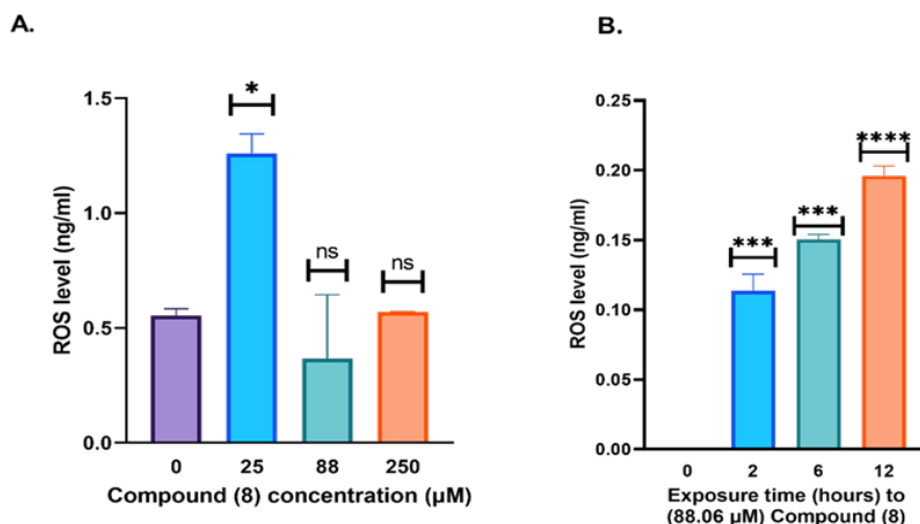 A.
ROS level (ng/ml)
1.5
1.0
0.5
0.0
*
ns
ns
0 25 88 250
Compound (8) concentration (µM)
B.
ROS level (ng/ml)
0.25
0.20
0.15
0.10
0.05
0.00
***
***
****
0 2 6 12
Exposure time (hours) to
(88.06 µM) Compound (8)